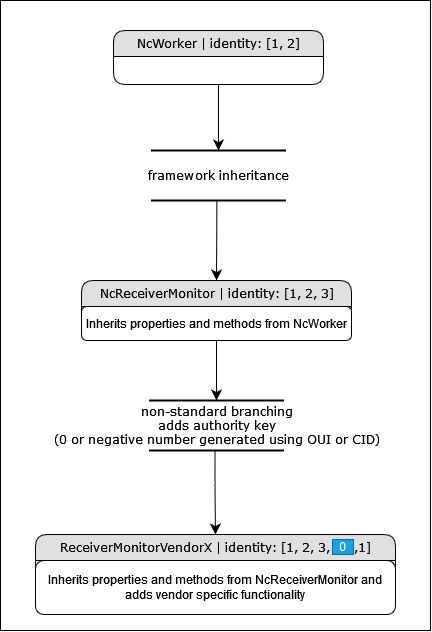 NcWorker | identity: [1, 2]
framework inheritance
NcReceiverMonitor | identity: [1, 2, 3]
Inherits properties and methods from NcWorker
non-standard branching
adds authority key
(0 or negative number generated using OUI or CID)
ReceiverMonitorVendorX | identity: [1, 2, 3, 0 ,1]
Inherits properties and methods from NcReceiverMonitor and
adds vendor specific functionality